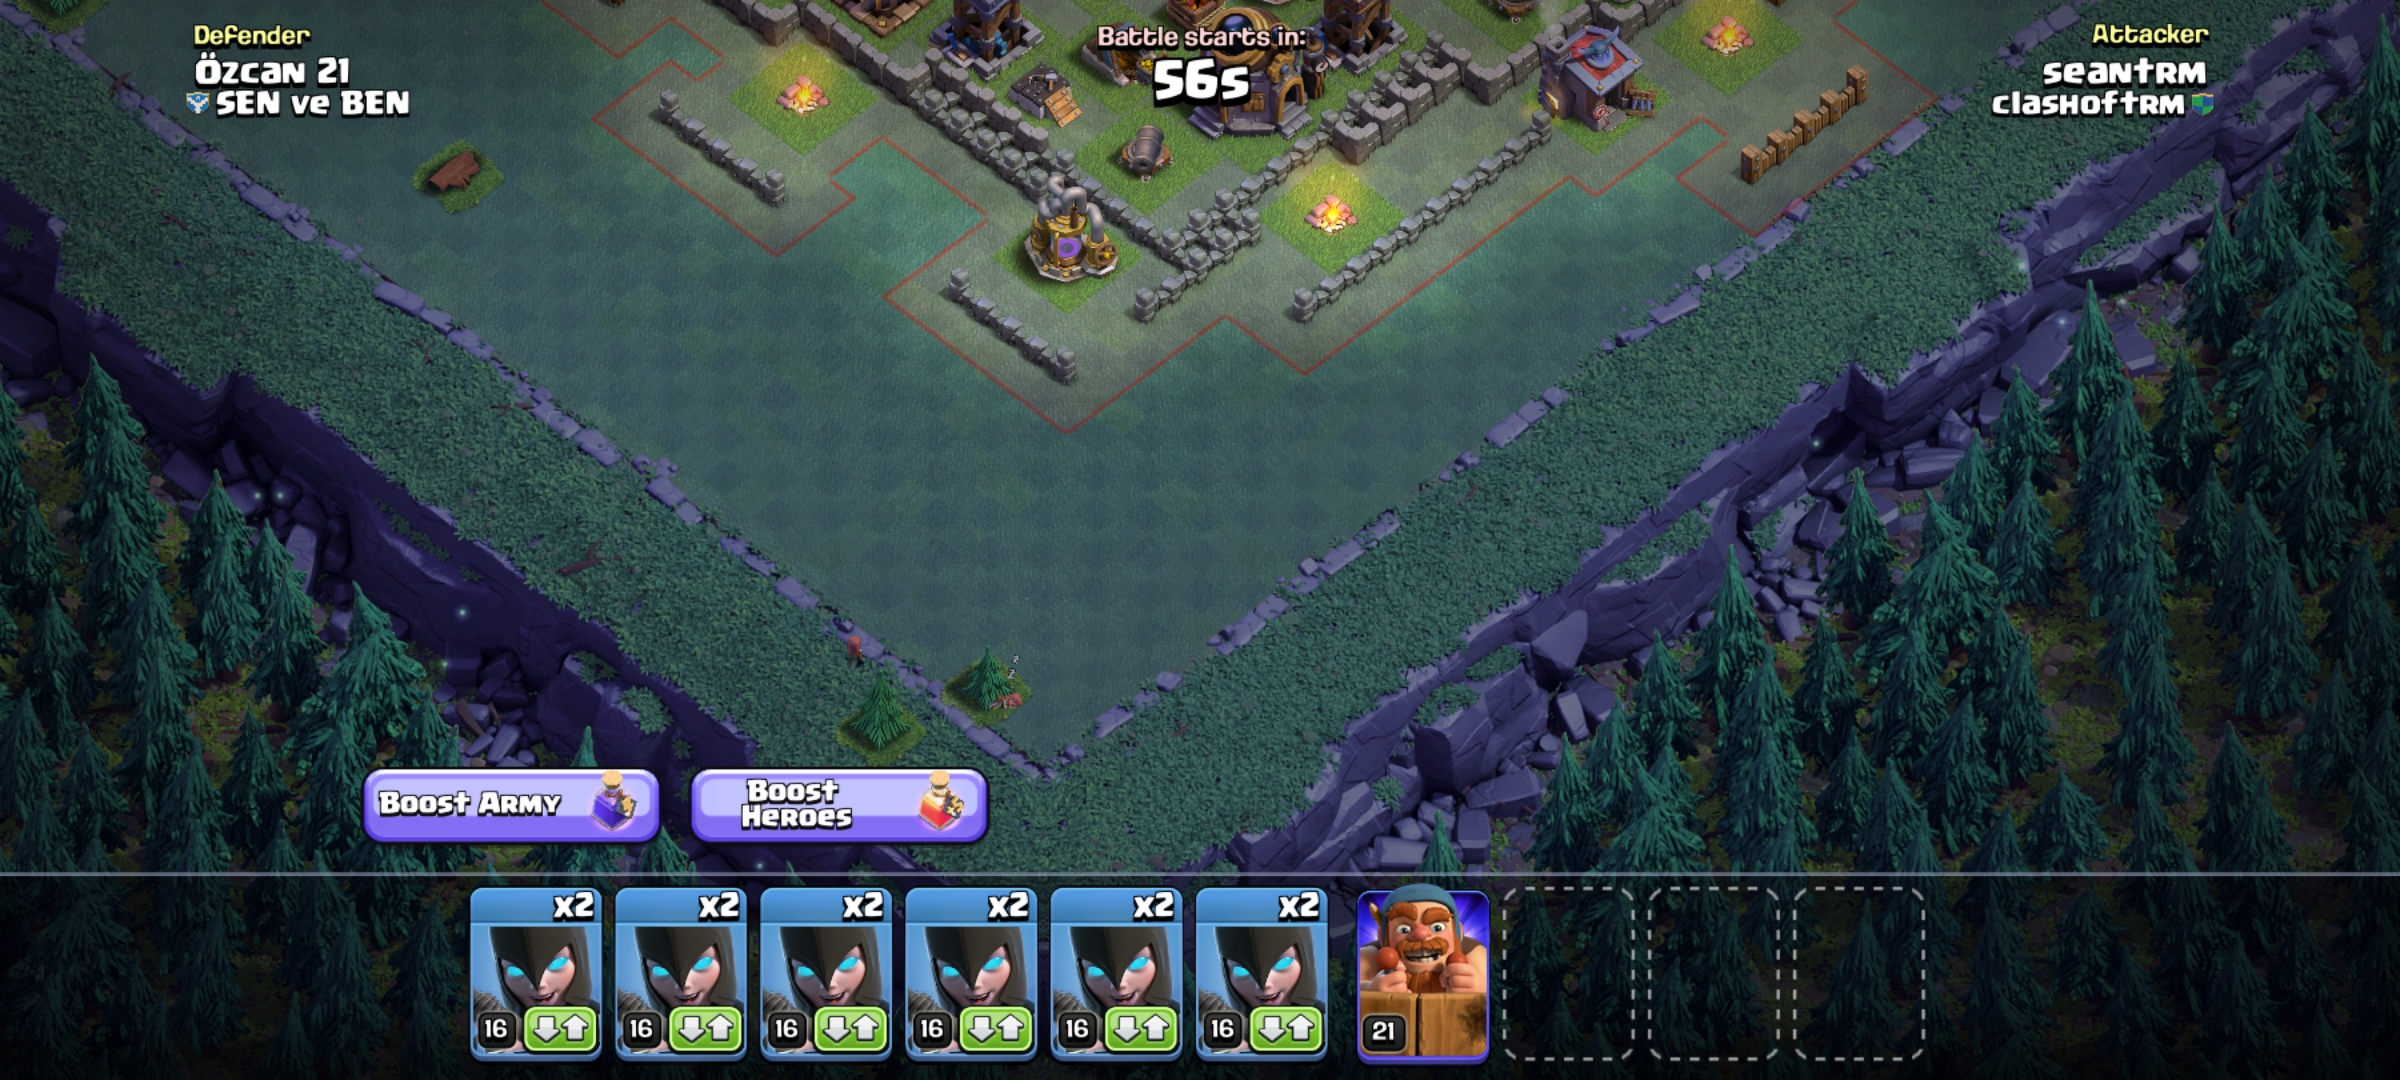 Defender
Özcan 21
SEN ve BEN
Battle starts in:
56s
Attacker
seantRM
clashoftRM
z
z
Boost Army
Boost
Heroes
x2
x2
x2
x2
x2
x2
16
16
16
16
16
16
21